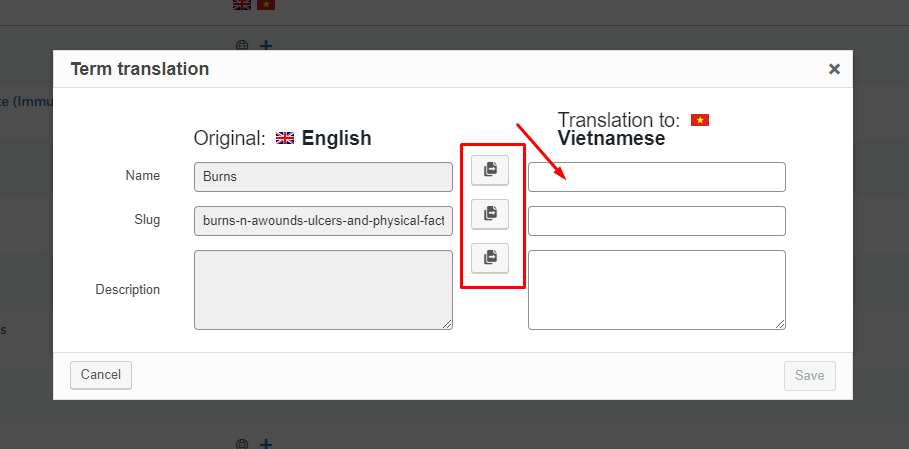 te (Immu
Term translation
×
Original: English
Translation to:
Vietnamese
Name
Burns
Slug
burns-n-awounds-ulcers-and-physical-fact
Description
s
Cancel
Save